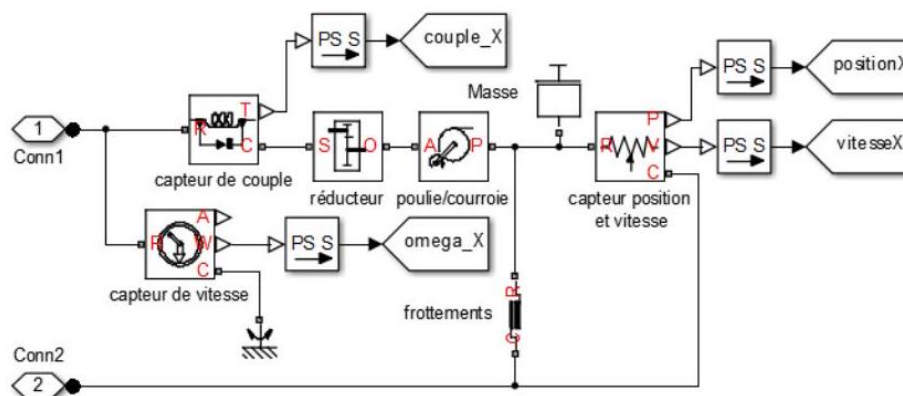 PS S
couple_X
Masse
PS S
positionX
1
Conn1
R
T
C
capteur de couple
S
O
réducteur
A
P
poulie/courroie
R
P
V
C
capteur position
et vitesse
PS S
vitesseX
R
A
W
C
capteur de vitesse
PS S
omega_X
frottements
R
C
Conn2
2